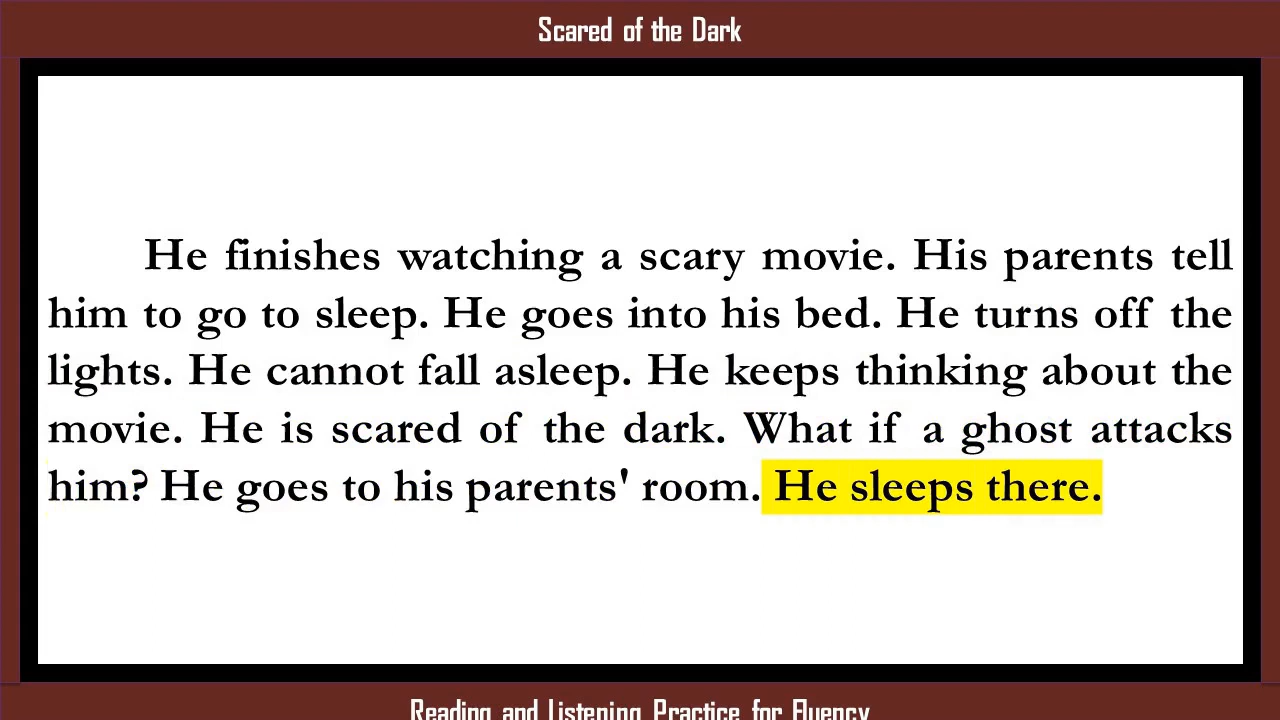 Scared of the Dark
He finishes watching a scary movie. His parents tell
him to go to sleep. He goes into his bed. He turns off the
lights. He cannot fall asleep. He keeps thinking about the
movie. He is scared of the dark. What if a ghost attacks
him? He goes to his parents' room. He sleeps there.
Reading and Listening Practice for Fluency